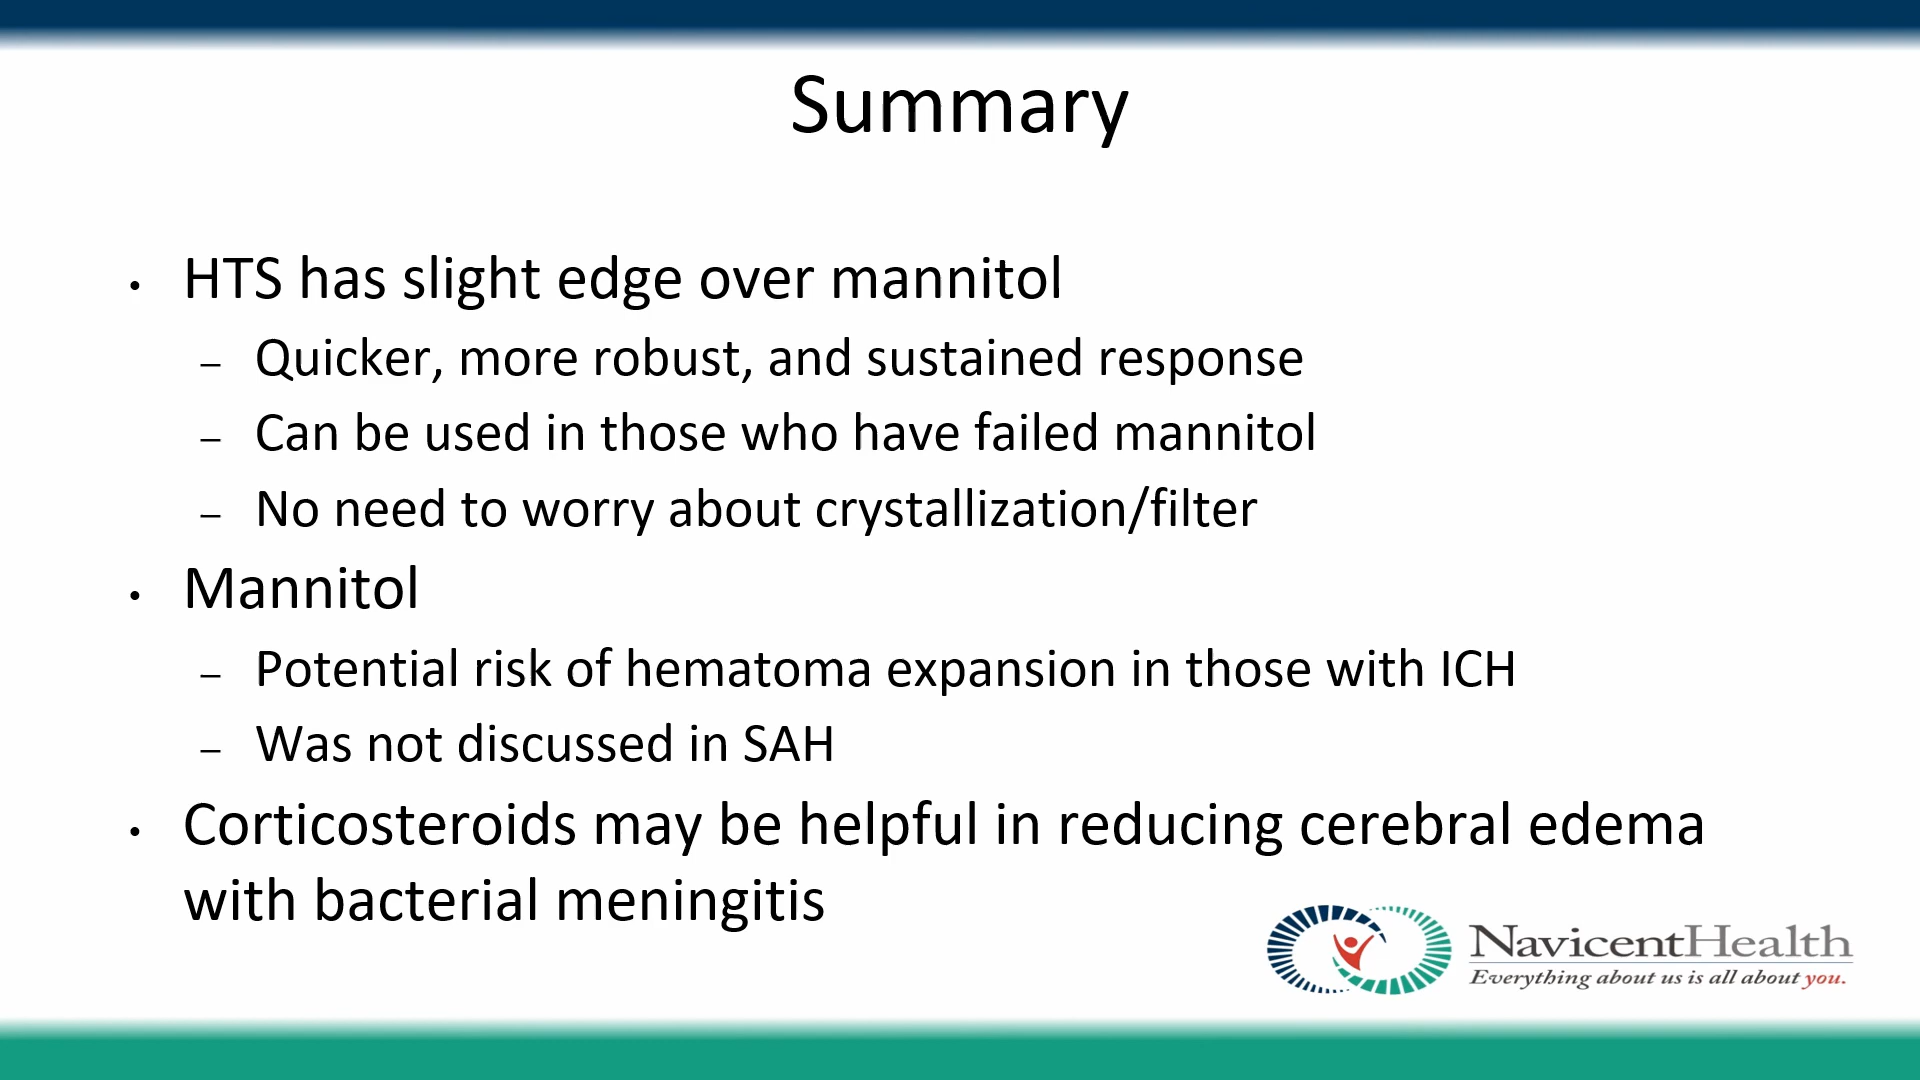 Summary
• HTS has slight edge over mannitol
– Quicker, more robust, and sustained response
– Can be used in those who have failed mannitol
– No need to worry about crystallization/filter
• Mannitol
– Potential risk of hematoma expansion in those with ICH
– Was not discussed in SAH
• Corticosteroids may be helpful in reducing cerebral edema
with bacterial meningitis
NavicentHealth
Everything about us is all about you.